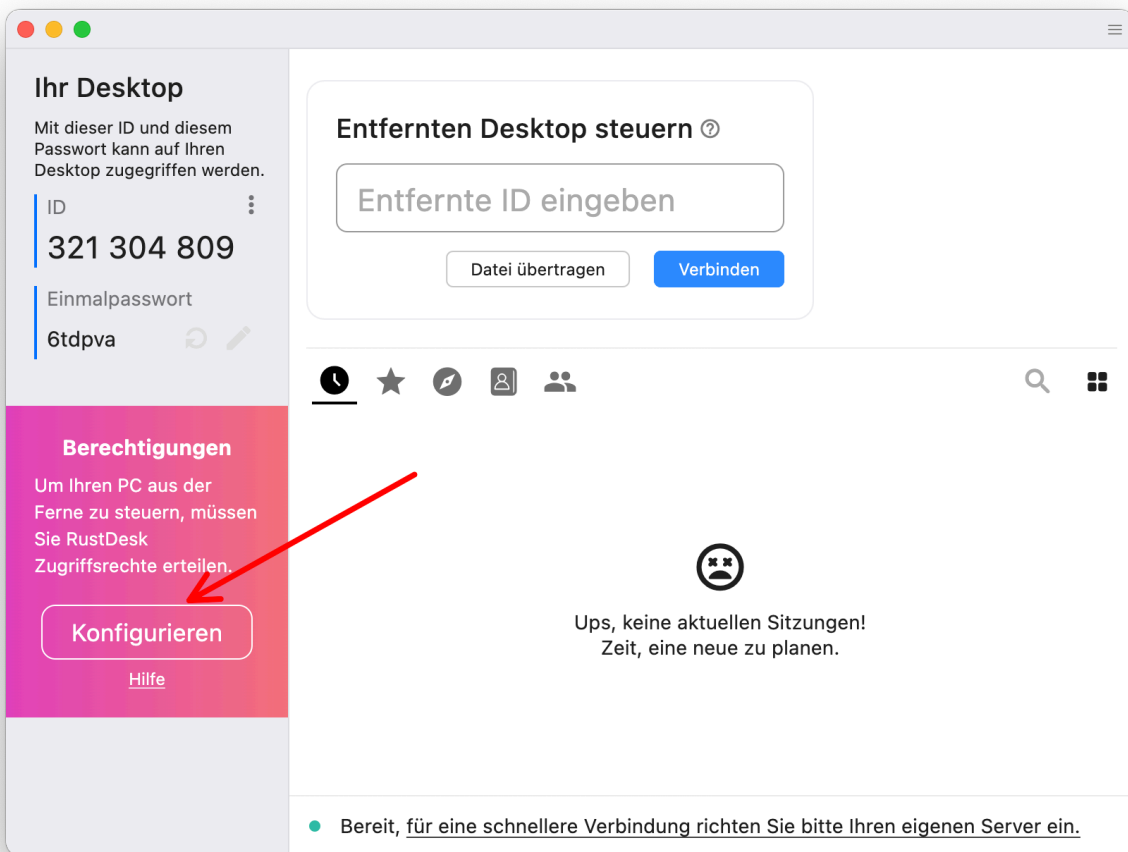 Ihr Desktop
Mit dieser ID und diesem
Passwort kann auf Ihren
Desktop zugegriffen werden.
ID
321 304 809
Einmalpasswort
6tdpva
Berechtigungen
Um Ihren PC aus der
Ferne zu steuern, müssen
Sie RustDesk
Zugriffsrechte erteilen.
Konfigurieren
Hilfe
Entfernten Desktop steuern
Entfernte ID eingeben
Datei übertragen
Verbinden
Ups, keine aktuellen Sitzungen!
Zeit, eine neue zu planen.
Bereit, für eine schnellere Verbindung richten Sie bitte Ihren eigenen Server ein.